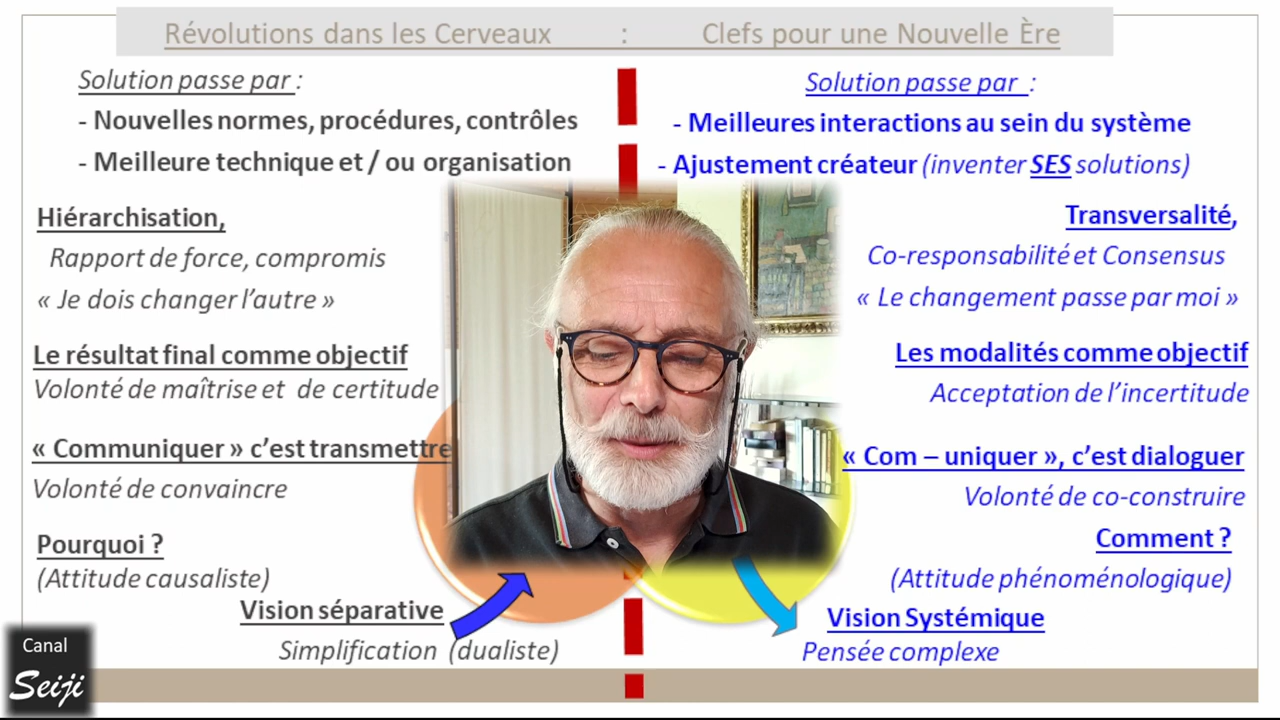 Révolutions dans les Cerveaux : Clefs pour une Nouvelle Ère
Solution passe par :
- Nouvelles normes, procédures, contrôles
- Meilleure technique et / ou organisation
Hiérarchisation,
Rapport de force, compromis
« Je dois changer l'autre »
Le résultat final comme objectif
Volonté de maîtrise et de certitude
« Communiquer » c'est transmettre
Volonté de convaincre
Pourquoi ?
(Attitude causaliste)
Vision séparative
Simplification (dualiste)
Solution passe par :
- Meilleures interactions au sein du système
- Ajustement créateur (inventer SES solutions)
Transversalité,
Co-responsabilité et Consensus
« Le changement passe par moi »
Les modalités comme objectif
Acceptation de l'incertitude
« Com – uniquer », c'est dialoguer
Volonté de co-construire
Comment ?
(Attitude phénoménologique)
Vision Systémique
Pensée complexe
Canal
Seiji